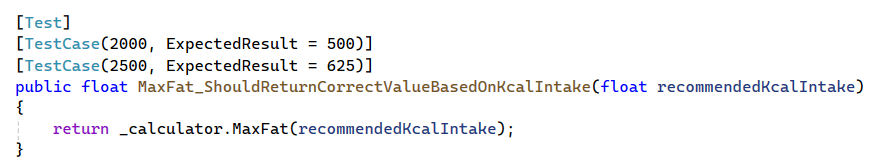 [Test]
[TestCase(2000, ExpectedResult = 500)]
[TestCase(2500, ExpectedResult = 625)]
public float MaxFat_ShouldReturnCorrectValueBasedOnKcalIntake(float recommendedKcalIntake)
{
    return _calculator.MaxFat(recommendedKcalIntake);
}